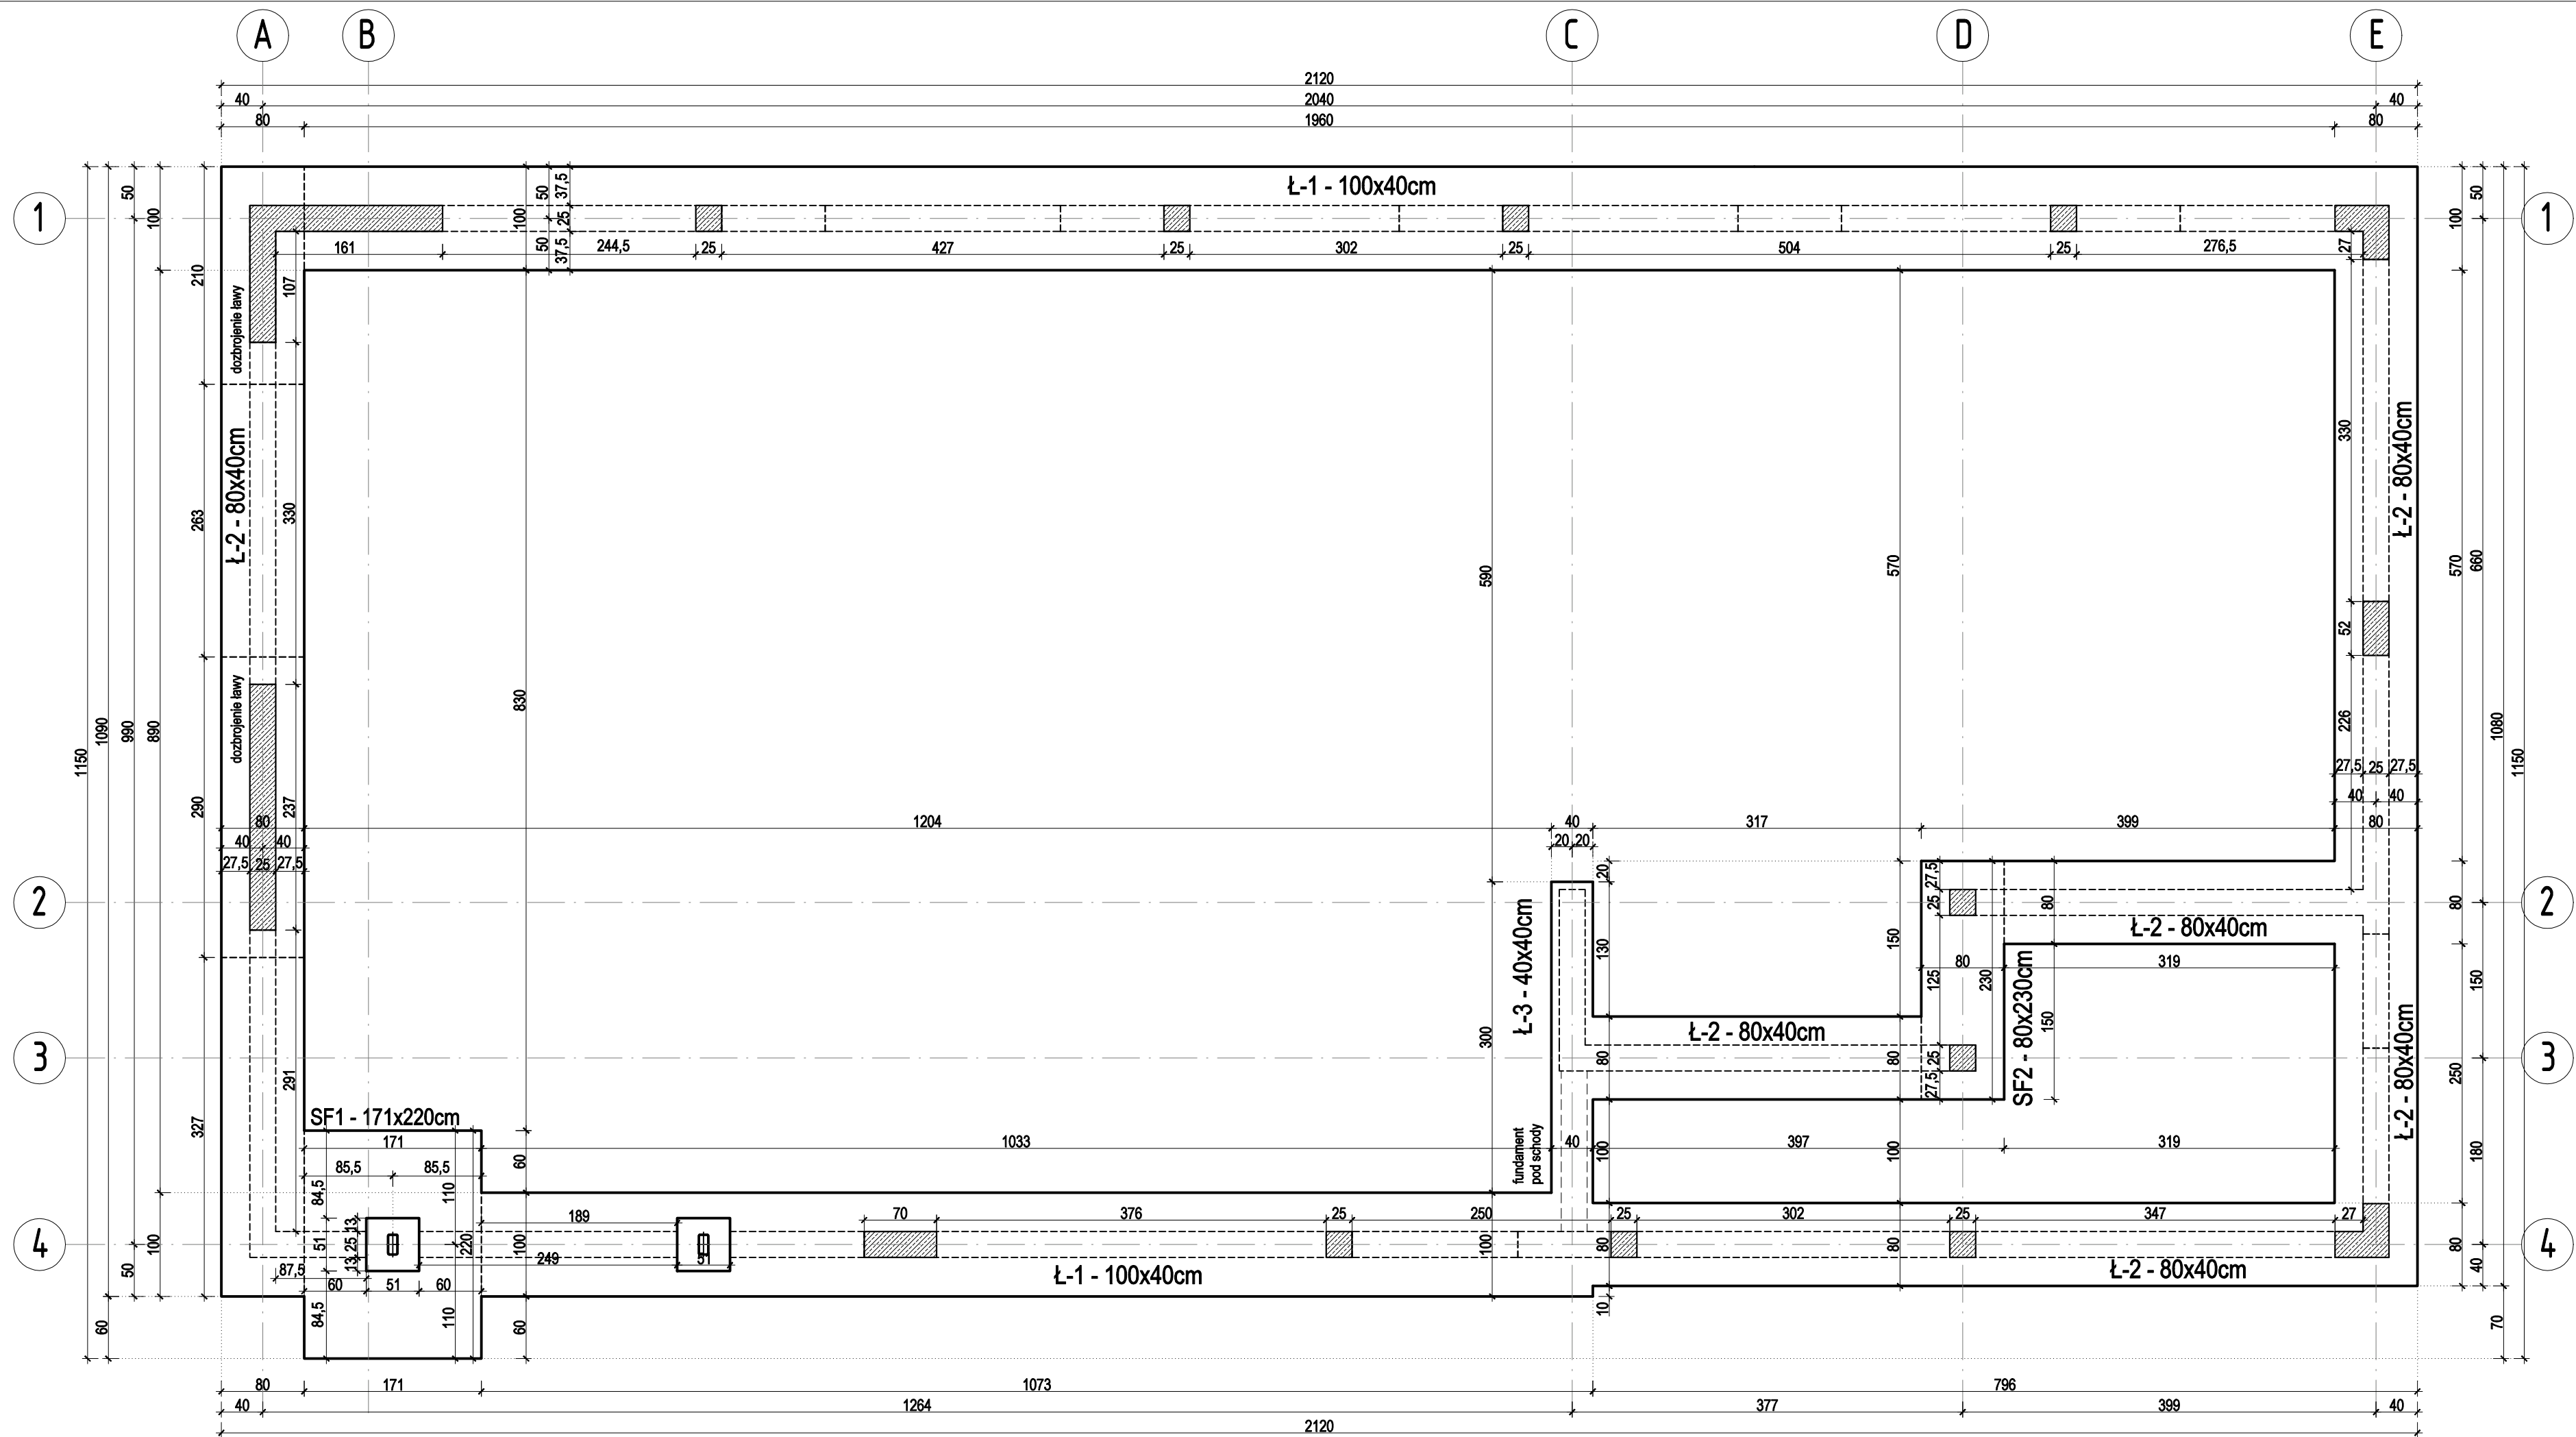 A B C D E
2120
40 2040 40
80 1960 80
Ł-1 - 100x40cm
1 1
50 100 50 37,5 50 100 25 50 37,5 100 50
161 244,5 25 427 25 302 25 504 25 276,5 27
210 107
dozbrojenie ławy
Ł-2 - 80x40cm
263 330
330
Ł-2 - 80x40cm
590 570 570 660
52
dozbrojenie ławy
830
1150 1090 990 890
226
1080 1150
290 237
27,5 25 27,5
40 40
80 1204 40 317 399 80
40 40 20 20
27,5 25 27,5
20 27,5
2 2
25 80 80
Ł-3 - 40x40cm
Ł-2 - 80x40cm
130 150 125 230
80 319
150
SF2 - 80x230cm
150
Ł-2 - 80x40cm
300
3 3
80 80 25 27,5
250
Ł-2 - 80x40cm
291
327
SF1 - 171x220cm
171 1033 40 397 319
fundament
pod schody
60 100 100 180
85,5 85,5
84,5 110
189 70 376 25 250 25 302 25 347 27
4 4
100 50
51 13 25 13 220 100
249 51
100 80 80 80 40
87,5
60 51 60
Ł-1 - 100x40cm
Ł-2 - 80x40cm
60 84,5 110 60 10 70
80 171 1073 796
40 1264 377 399 40
2120